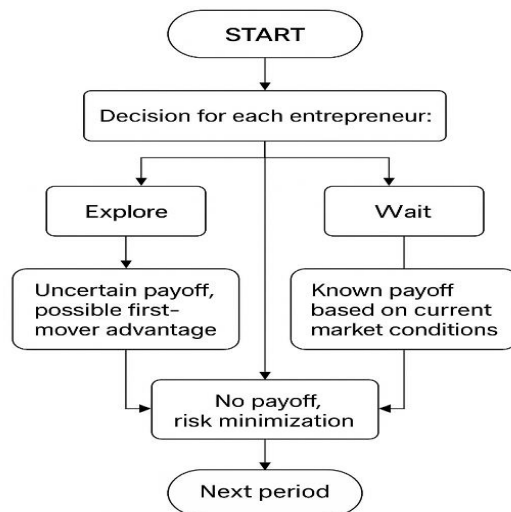 START
Decision for each entrepreneur:
Explore
Wait
Uncertain payoff,
possible first-
mover advantage
Known payoff
based on current
market conditions
No payoff,
risk minimization
Next period